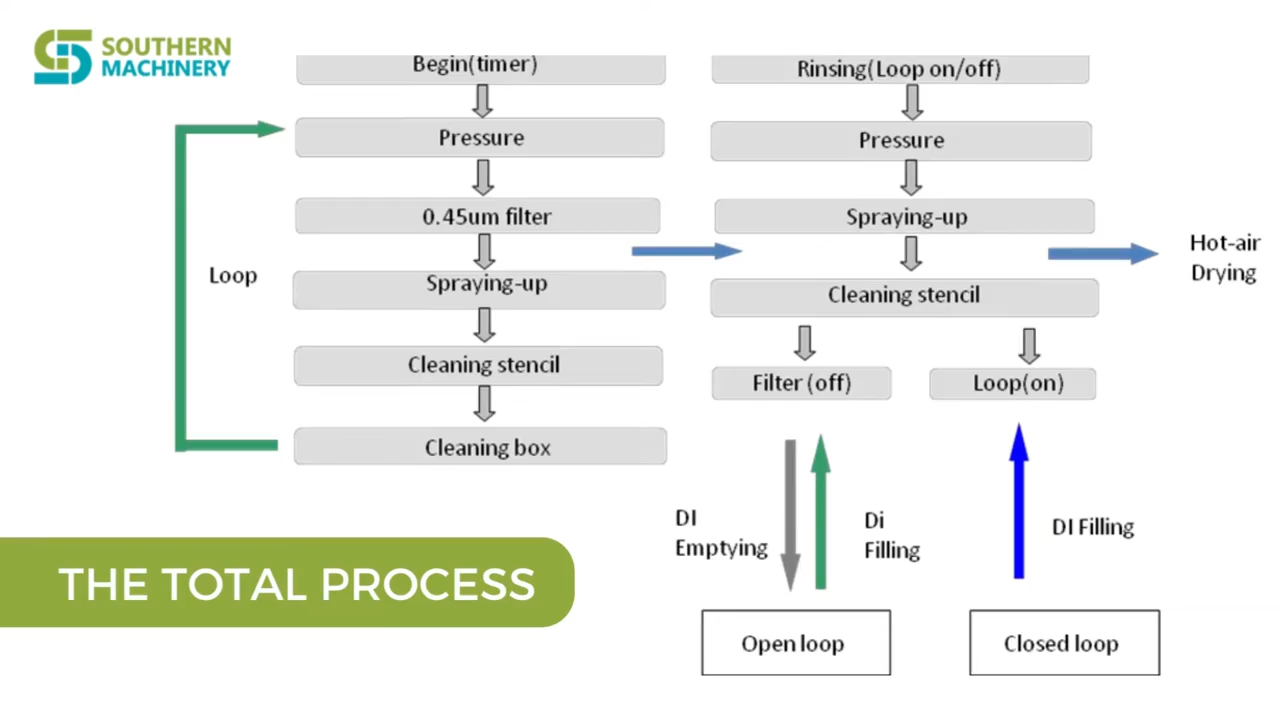 SOUTHERN
MACHINERY
Begin(timer)
Pressure
0.45um filter
Spraying-up
Cleaning stencil
Cleaning box
Loop
Rinsing(Loop on/off)
Pressure
Spraying-up
Cleaning stencil
Filter (off)
Loop(on)
Hot-air
Drying
DI
Emptying
Di
Filling
DI Filling
Open loop
Closed loop
THE TOTAL PROCESS